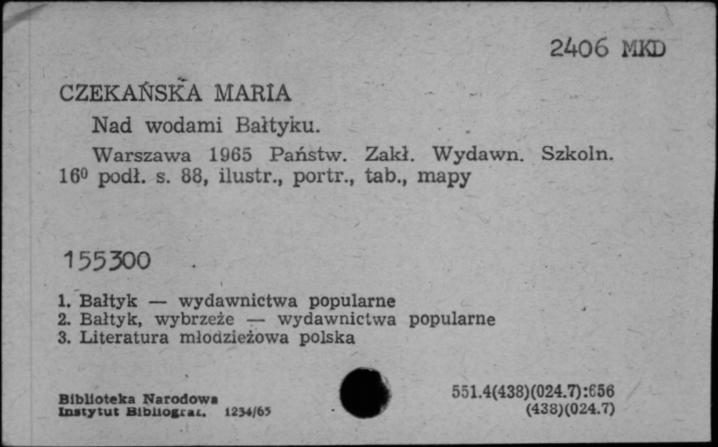 2406 MKD
CZEKAŃSKA MARIA
Nad wodami Bałtyku.
Warszawa 1965 Państw. Zakł. Wydawn. Szkoln.
16⁰ podł. s. 88, ilustr., portr., tab., mapy
155300
1. Bałtyk — wydawnictwa popularne
2. Bałtyk, wybrzeże — wydawnictwa popularne
3. Literatura młodzieżowa polska
Biblioteka Narodowa
Instytut Bibliograf. 1234/65
551.4(438)(024.7):656
(438)(024.7)